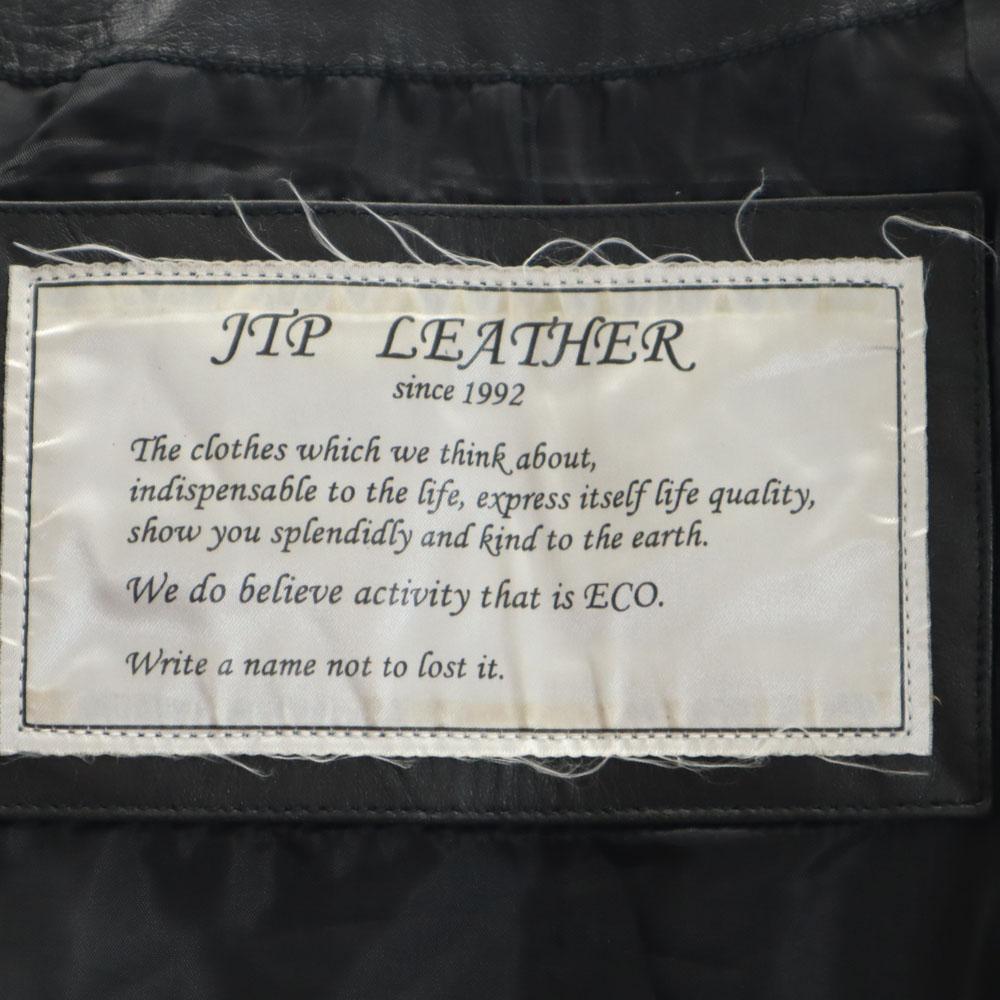 JTP LEATHER
since 1992
The clothes which we think about,
indispensable to the life, express itself life quality,
show you splendidly and kind to the earth.
We do believe activity that is ECO.
Write a name not to lost it.